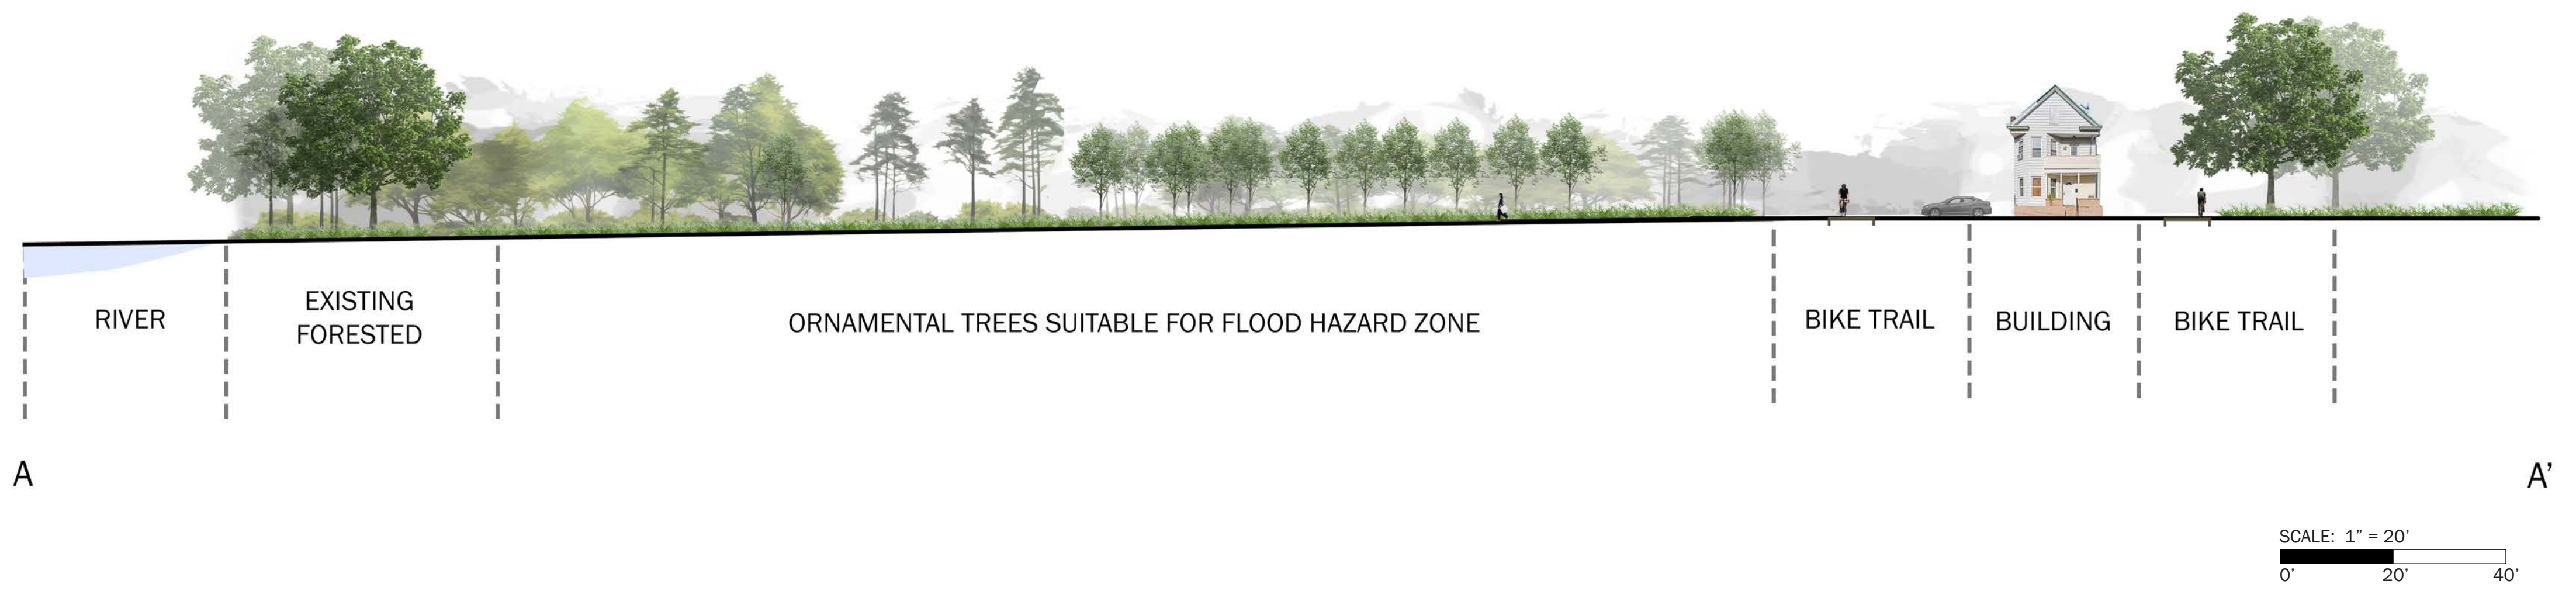 RIVER
EXISTING
FORESTED
ORNAMENTAL TREES SUITABLE FOR FLOOD HAZARD ZONE
BIKE TRAIL
BUILDING
BIKE TRAIL
A
A’
SCALE: 1” = 20’
0’ 20’ 40’